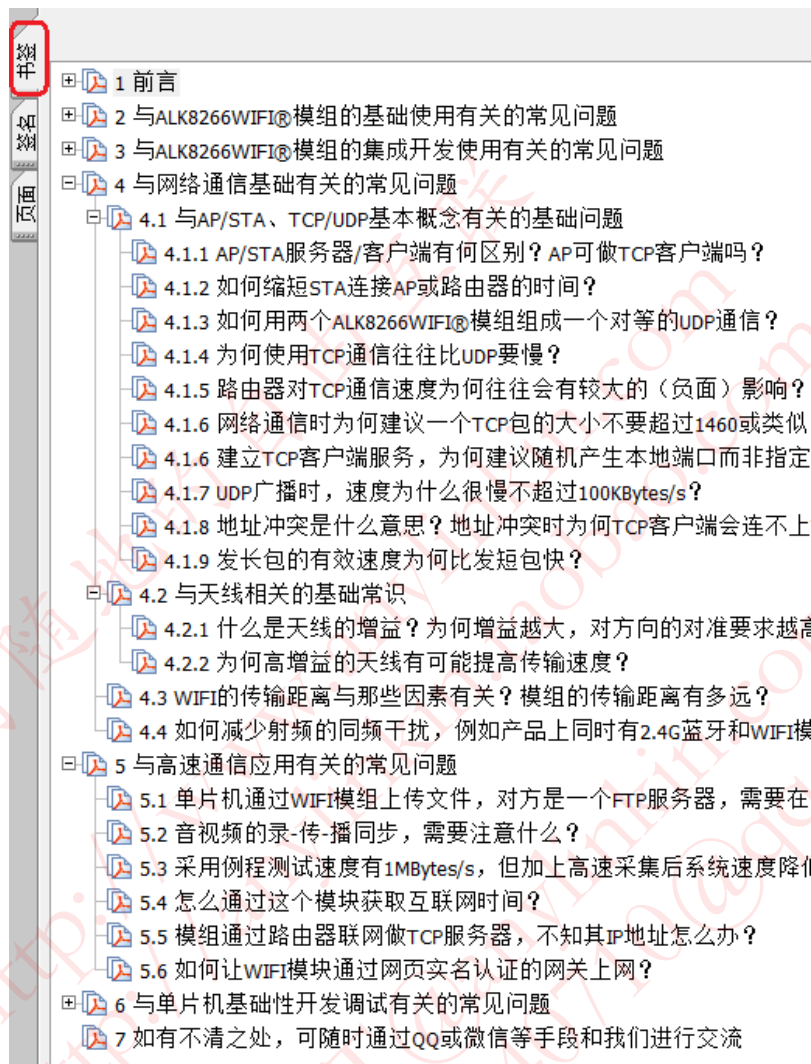 书签
签名
页面
1 前言
2 与ALK8266WIFI®模组的基础使用有关的常见问题
3 与ALK8266WIFI®模组的集成开发使用有关的常见问题
4 与网络通信基础有关的常见问题
4.1 与AP/STA、TCP/UDP基本概念有关的基础问题
4.1.1 AP/STA服务器/客户端有何区别？AP可做TCP客户端吗？
4.1.2 如何缩短STA连接AP或路由器的时间？
4.1.3 如何用两个ALK8266WIFI®模组组成一个对等的UDP通信？
4.1.4 为何使用TCP通信往往比UDP要慢？
4.1.5 路由器对TCP通信速度为何往往会有较大的（负面）影响？
4.1.6 网络通信时为何建议一个TCP包的大小不要超过1460或类似
4.1.6 建立TCP客户端服务，为何建议随机产生本地端口而非指定
4.1.7 UDP广播时，速度为什么很慢不超过100KBytes/s？
4.1.8 地址冲突是什么意思？地址冲突时为何TCP客户端会连不上
4.1.9 发长包的有效速度为何比发短包快？
4.2 与天线相关的基础常识
4.2.1 什么是天线的增益？为何增益越大，对方向的对准要求越高
4.2.2 为何高增益的天线有可能提高传输速度？
4.3 WIFI的传输距离与那些因素有关？模组的传输距离有多远？
4.4 如何减少射频的同频干扰，例如产品上同时有2.4G蓝牙和WIFI模
5 与高速通信应用有关的常见问题
5.1 单片机通过WIFI模组上传文件，对方是一个FTP服务器，需要在
5.2 音视频的录-传-播同步，需要注意什么？
5.3 采用例程测试速度有1MBytes/s，但加上高速采集后系统速度降低
5.4 怎么通过这个模块获取互联网时间？
5.5 模组通过路由器联网做TCP服务器，不知其IP地址怎么办？
5.6 如何让WIFI模块通过网页实名认证的网关上网？
6 与单片机基础性开发调试有关的常见问题
7 如有不清之处，可随时通过QQ或微信等手段和我们进行交流